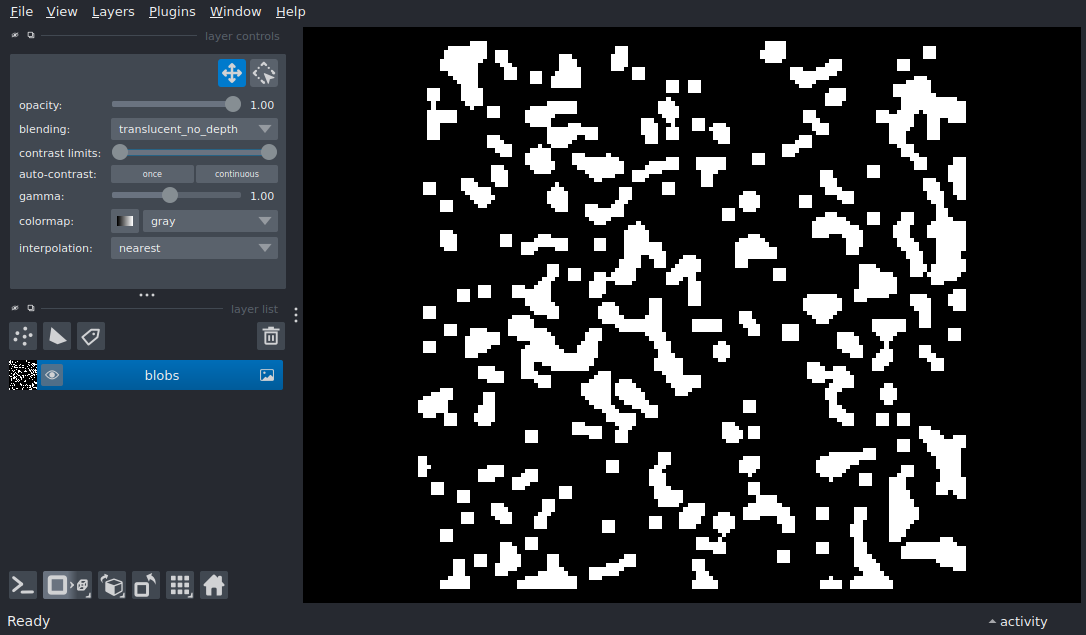 File View Layers Plugins Window Help
layer controls
opacity: 1.00
blending: translucent_no_depth
contrast limits:
auto-contrast: once continuous
gamma: 1.00
colormap: gray
interpolation: nearest
layer list
blobs
Ready activity